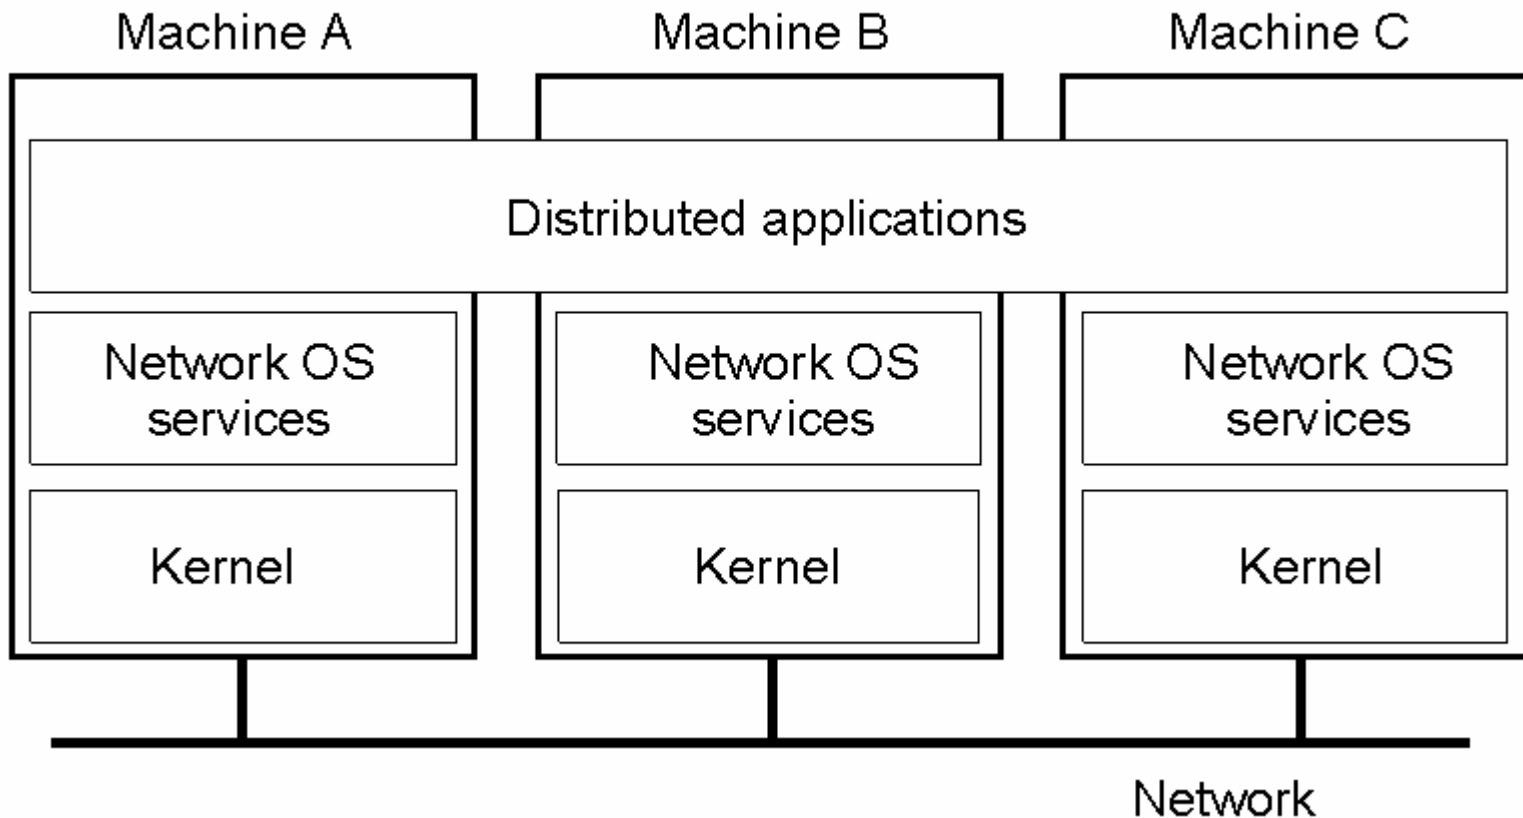 Machine A
Machine B
Machine C
Distributed applications
Network OS
services
Network OS
services
Network OS
services
Kernel
Kernel
Kernel
Network